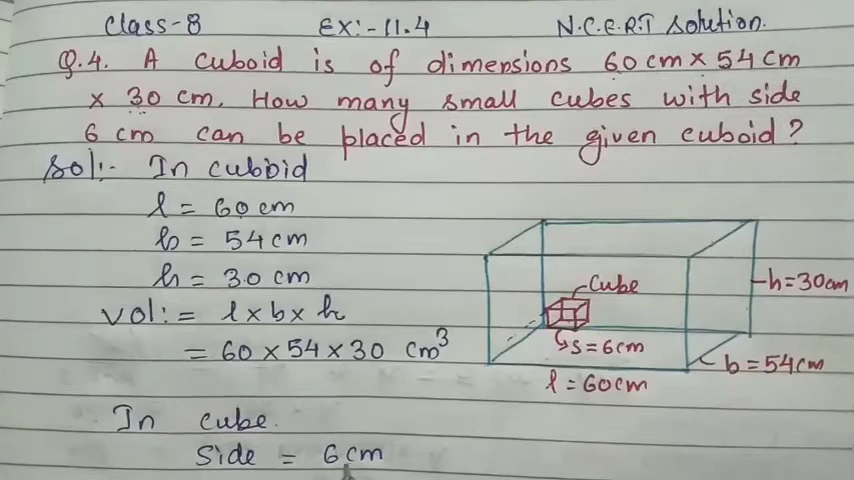 Class-8 Ex:-11.4 N.C.E.R.T Solution.
Q.4. A cuboid is of dimensions 60 cm x 54 cm
x 30 cm. How many small cubes with side
6 cm can be placed in the given cuboid?
Sol:- In cuboid
l = 60 cm
b = 54 cm
h = 30 cm
Vol: = l x b x h
= 60 x 54 x 30 cm³
In cube.
Side = 6cm
Cube
h=30cm
s=6cm
b=54cm
l=60cm